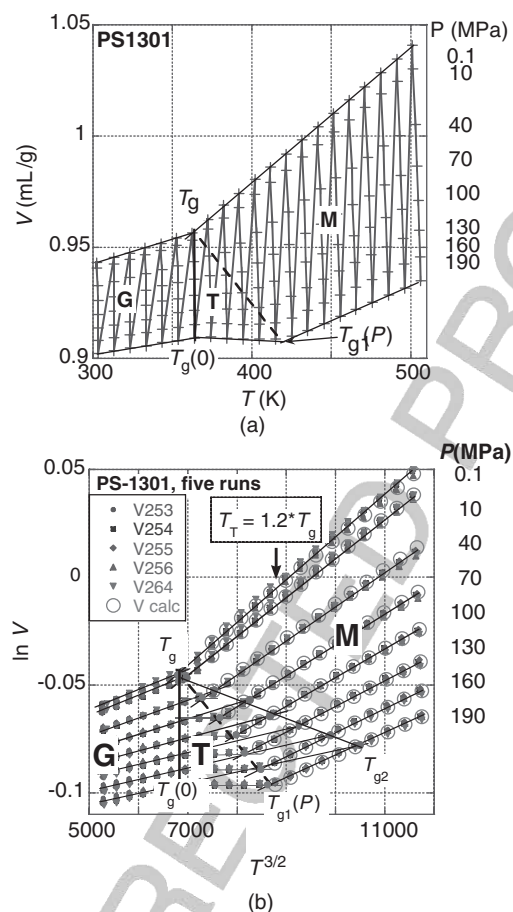 PS1301
P (MPa)
1.05
0.1
10
1
40
70
100
130
160
190
V (mL/g)
0.95
0.9
Tg
M
G
T
Tg(0)
Tg1(P)
300
400
500
T (K)
(a)
PS-1301, five runs
P(MPa)
V253
V254
V255
V256
V264
V calc
TT = 1.2*Tg
0.05
0
-0.05
-0.1
ln V
0.1
10
40
70
100
130
160
190
Tg
M
G
T
Tg(0)
Tg1(P)
Tg2
5000
7000
11000
T3/2
(b)